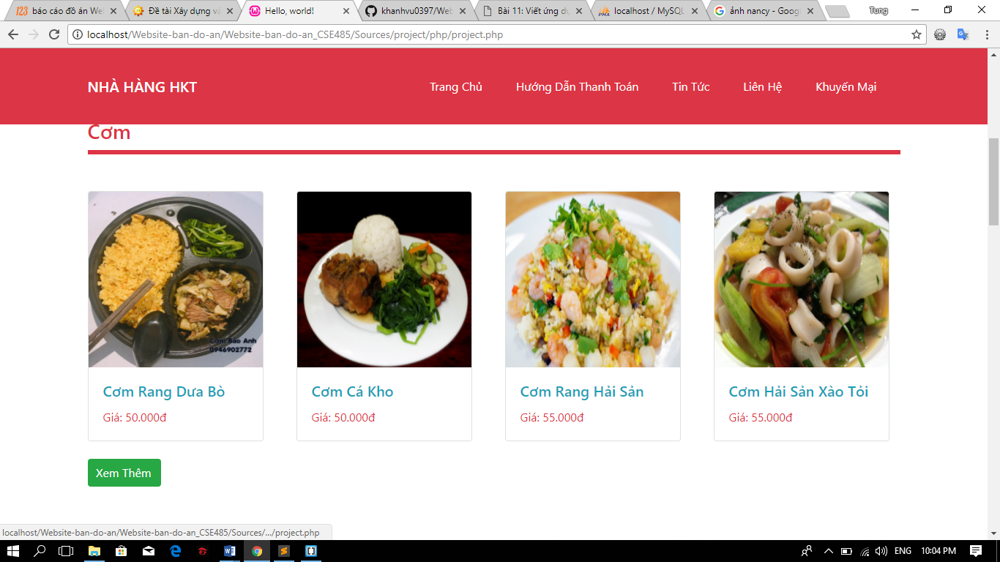 báo cáo đồ án We
Đề tài Xây dựng v
Hello, world!
khanhvu0397/Web
Bài 11: Viết ứng d
localhost / MySQL
ảnh nancy - Goog
Tung
localhost/Website-ban-do-an/Website-ban-do-an_CSE485/Sources/project/php/project.php
NHÀ HÀNG HKT
Trang Chủ
Hướng Dẫn Thanh Toán
Tin Tức
Liên Hệ
Khuyến Mại
Cơm
Cơm Bảo Anh
0946902772
Cơm Rang Dưa Bò
Giá: 50.000đ
Cơm Cá Kho
Giá: 50.000đ
Cơm Rang Hải Sản
Giá: 55.000đ
Cơm Hải Sản Xào Tỏi
Giá: 55.000đ
Xem Thêm
localhost/Website-ban-do-an/Website-ban-do-an_CSE485/Sources/.../project.php
ENG
10:04 PM